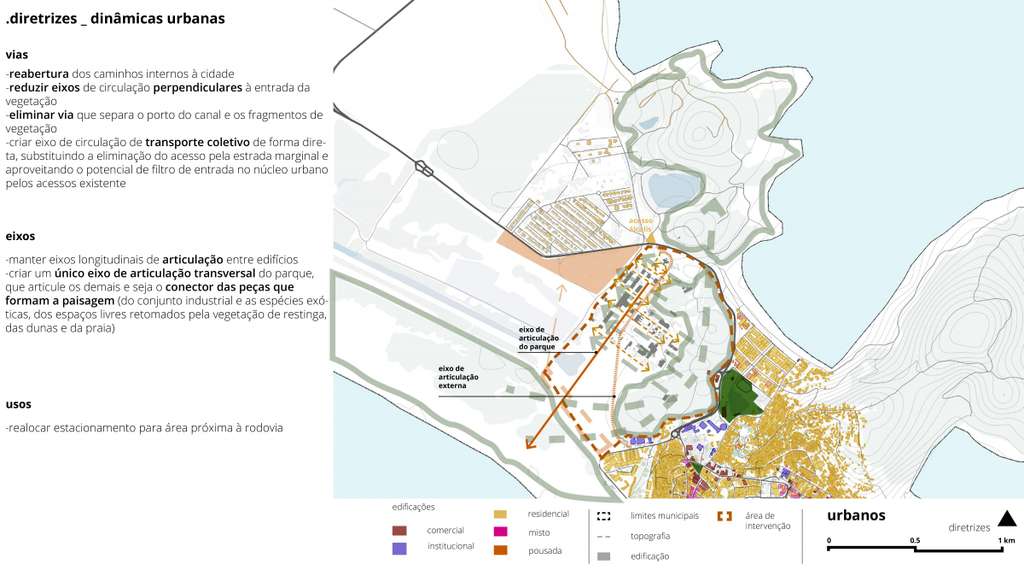 .diretrizes _ dinâmicas urbanas
vias
-reabertura dos caminhos internos à cidade
-reduzir eixos de circulação perpendiculares à entrada da
vegetação
-eliminar via que separa o porto do canal e os fragmentos de
vegetação
-criar eixo de circulação de transporte coletivo de forma dire-
ta, substituindo a eliminação do acesso pela estrada marginal e
aproveitando o potencial de filtro de entrada no núcleo urbano
pelos acessos existente
eixos
-manter eixos longitudinais de articulação entre edifícios
-criar um único eixo de articulação transversal do parque,
que articule os demais e seja o conector das peças que
formam a paisagem (do conjunto industrial e as espécies exó-
ticas, dos espaços livres retomados pela vegetação de restinga,
das dunas e da praia)
usos
-realocar estacionamento para área próxima à rodovia
acesso
eixo de
articulação
do parque
eixo de
articulação
externa
edificações
comercial
institucional
residencial
misto
pousada
limites municipais
topografia
edificação
área de
intervenção
urbanos
diretrizes
0 0.5 1 km